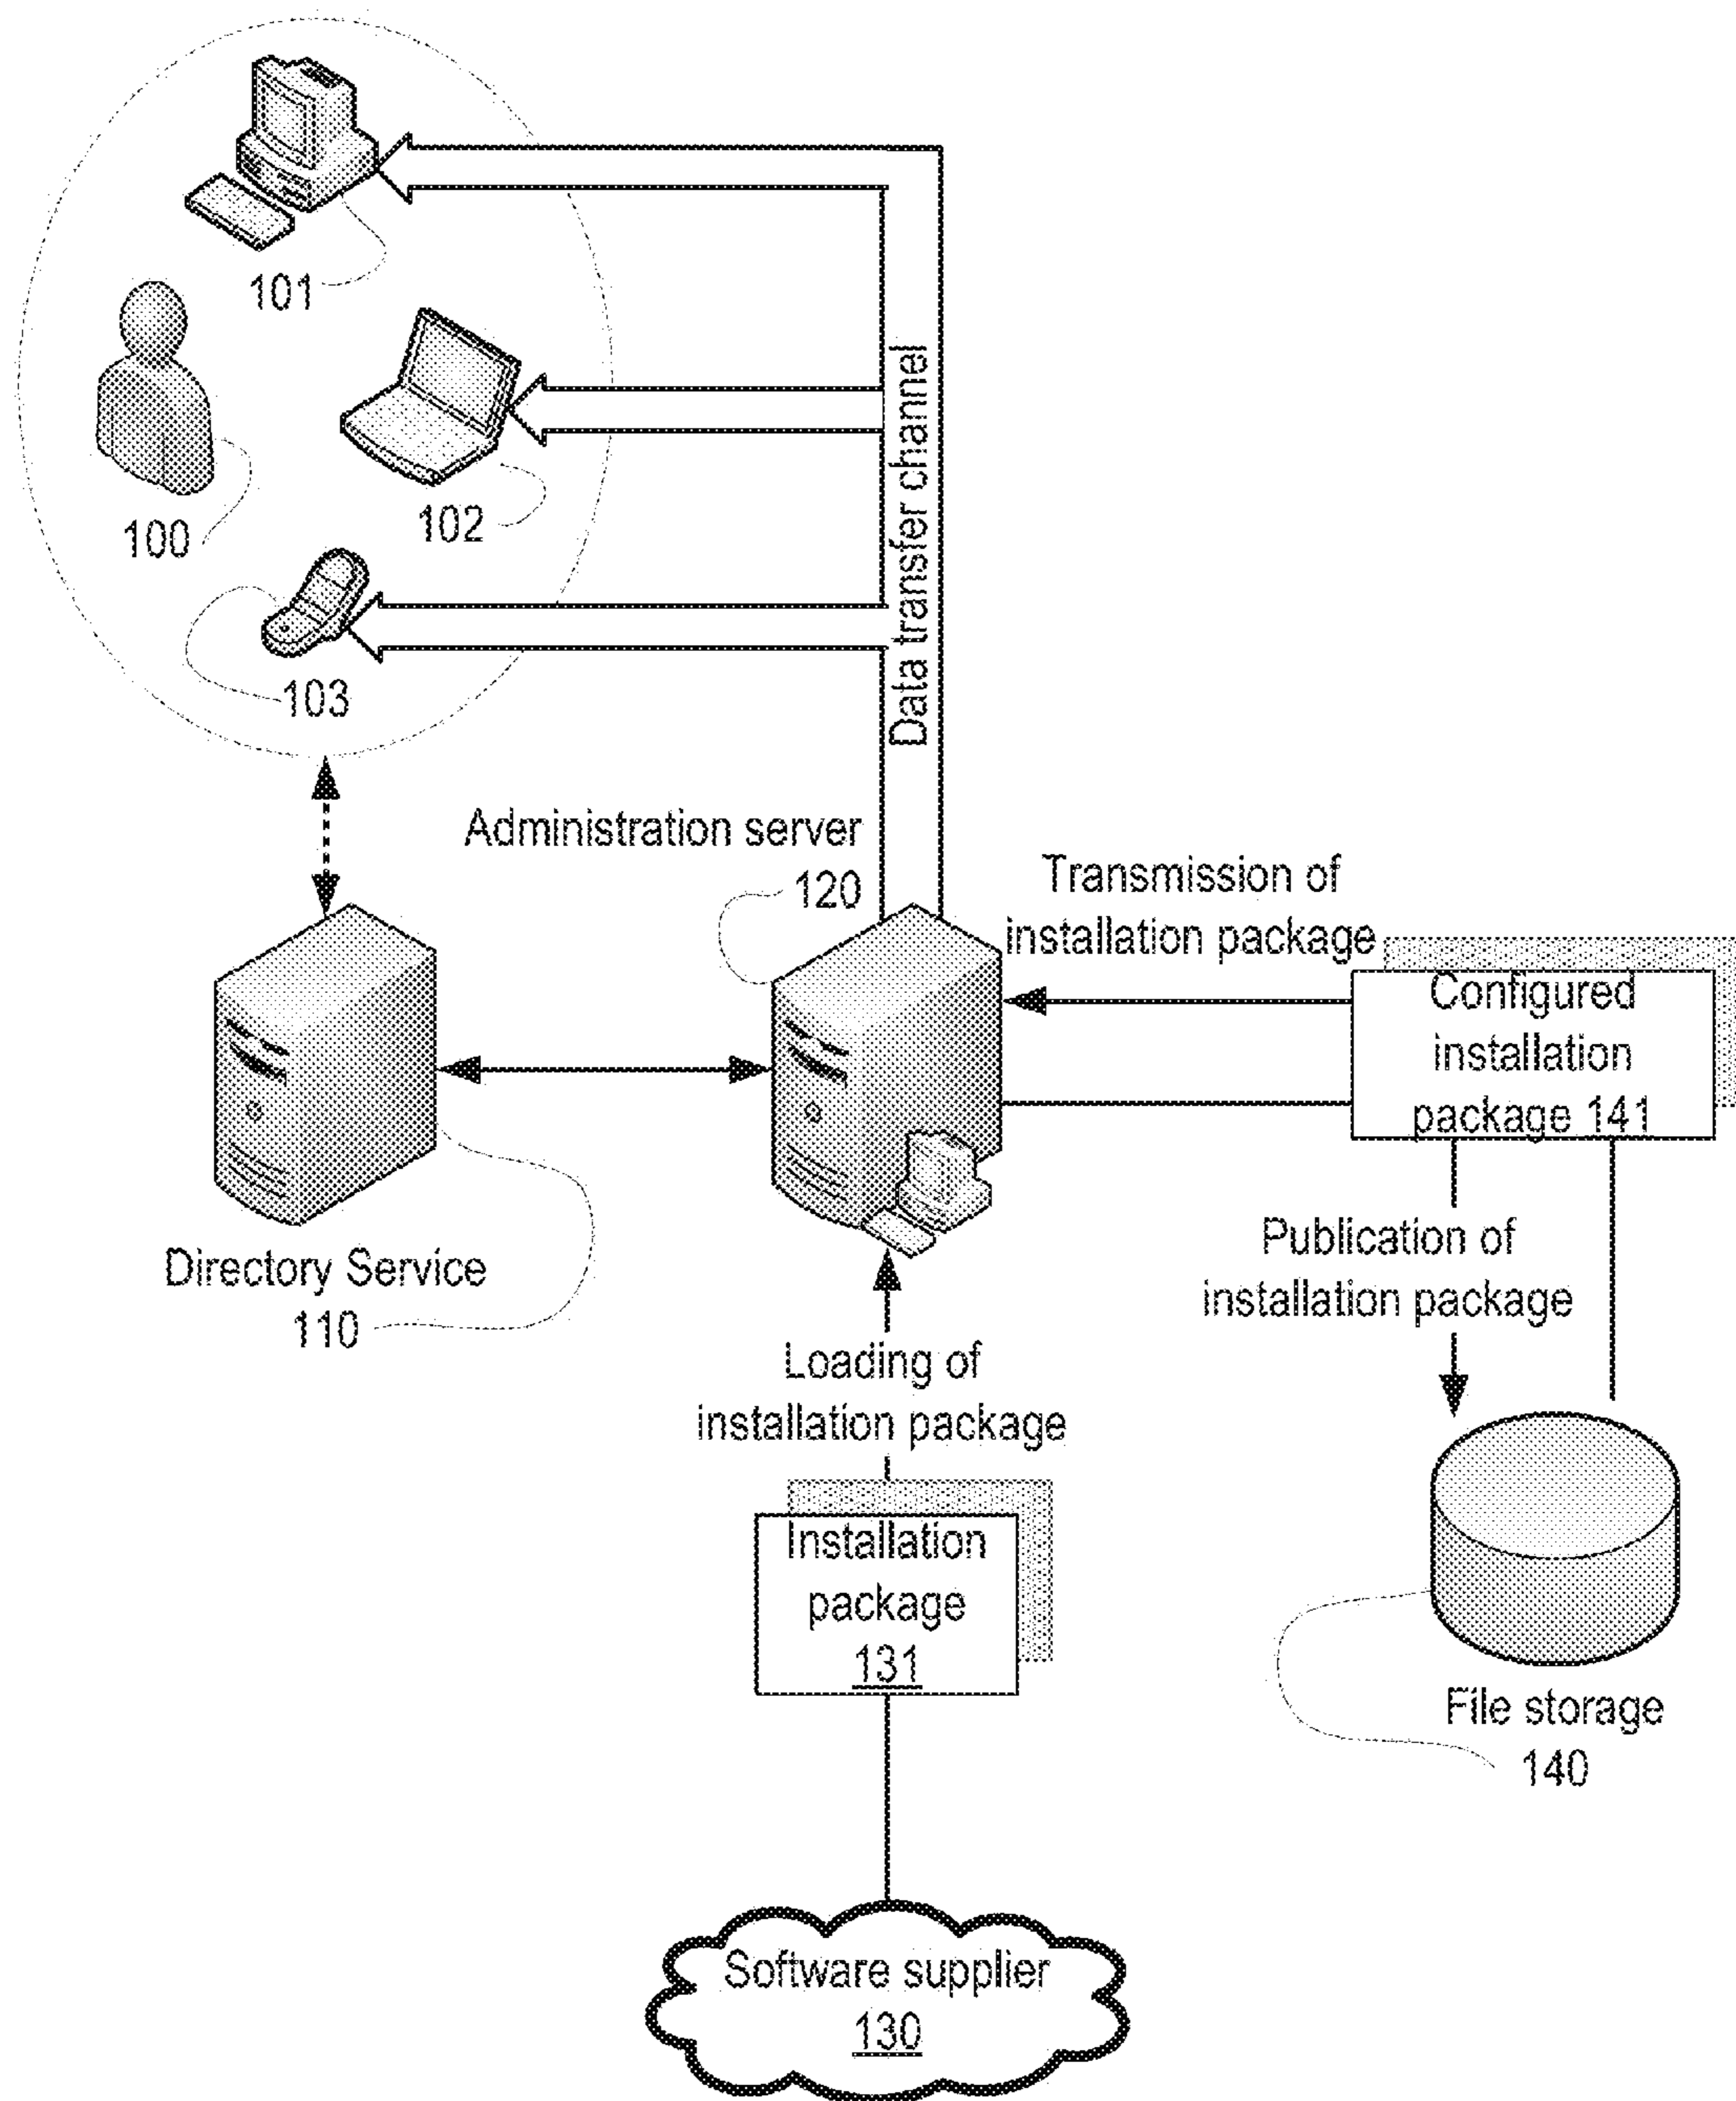 101
100
102
103
Data transfer channel
Administration server
120
Transmission of
installation package
Configured
installation
package 141
Directory Service
110
Publication of
installation package
Loading of
installation package
Installation
package
131
File storage
140
Software supplier
130